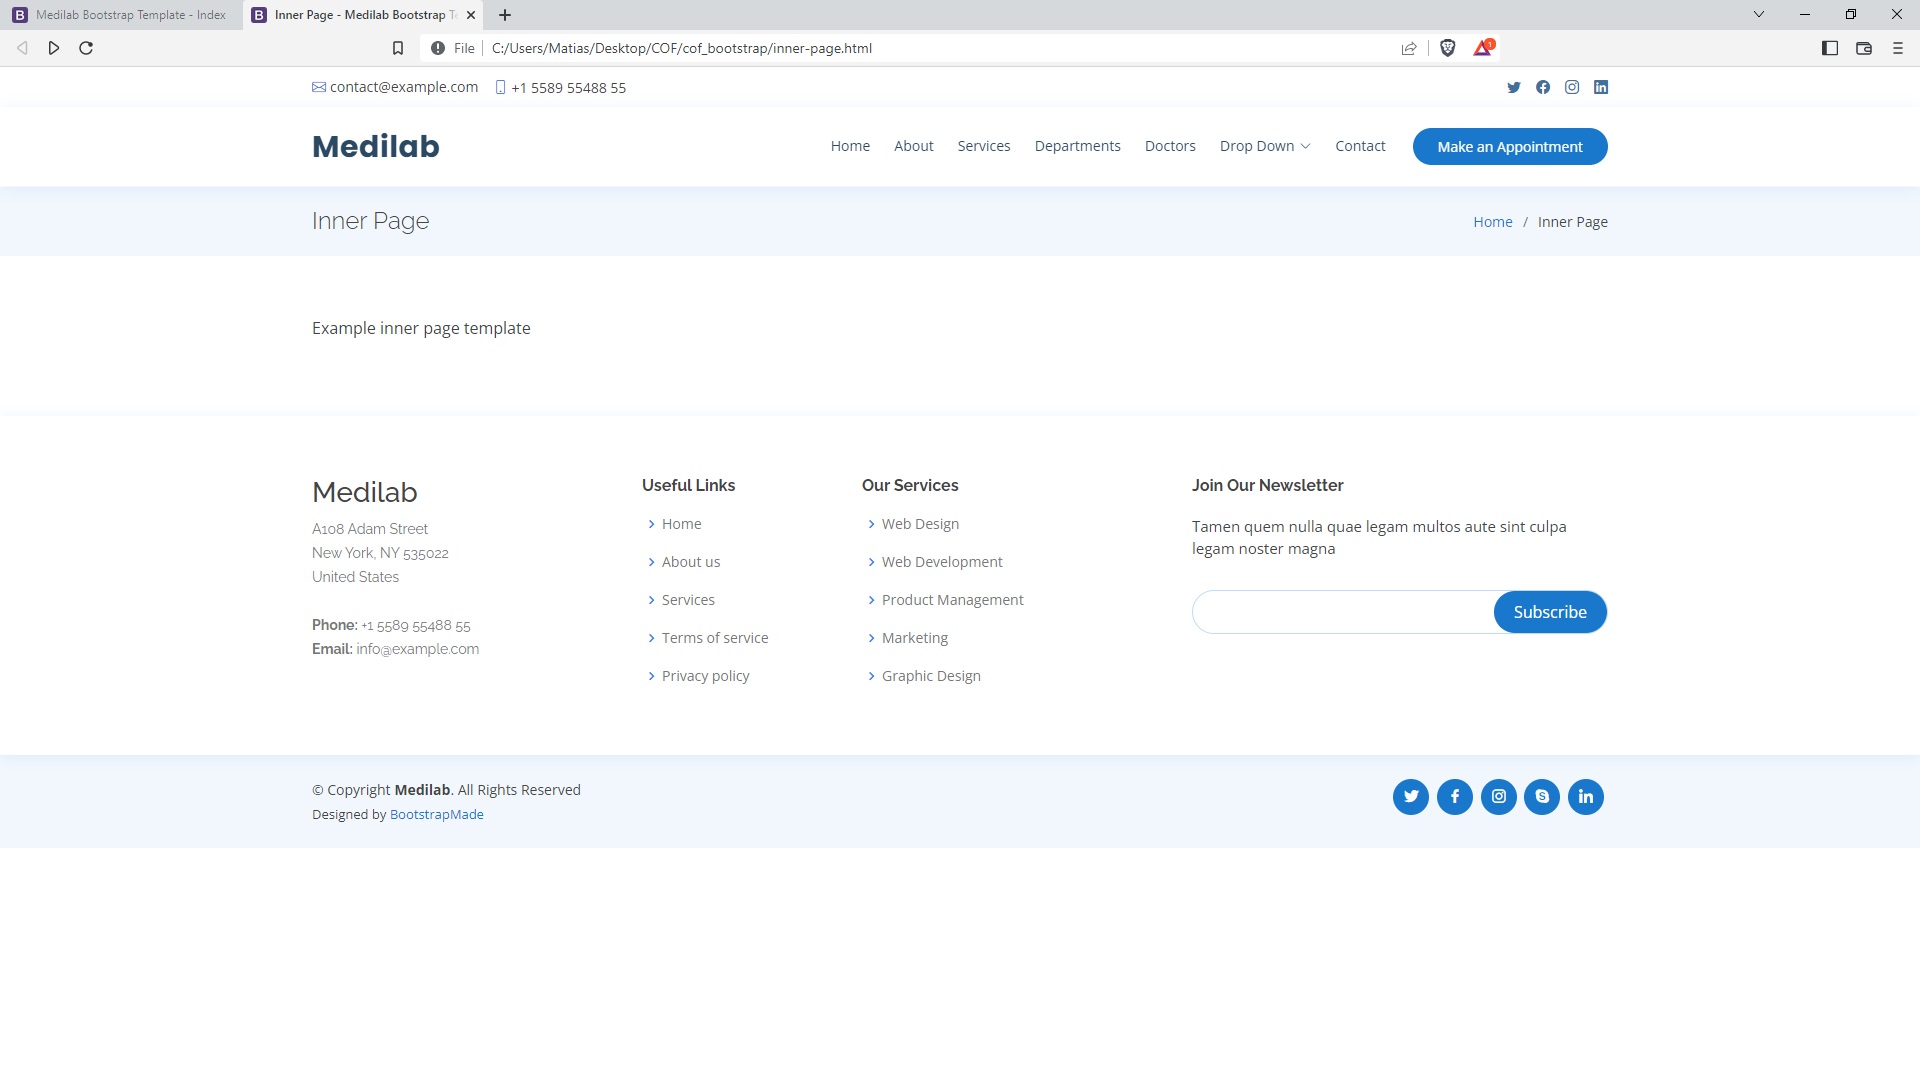 Medilab Bootstrap Template - Index
Inner Page - Medilab Bootstrap Te
File
C:/Users/Matias/Desktop/COF/cof_bootstrap/inner-page.html
1
contact@example.com +1 5589 55488 55
Medilab
Home About Services Departments Doctors Drop Down Contact Make an Appointment
Inner Page
Home / Inner Page
Example inner page template
Medilab
A108 Adam Street
New York, NY 535022
United States
Phone: +1 5589 55488 55
Email: info@example.com
Useful Links
Home
About us
Services
Terms of service
Privacy policy
Our Services
Web Design
Web Development
Product Management
Marketing
Graphic Design
Join Our Newsletter
Tamen quem nulla quae legam multos aute sint culpa
legam noster magna
Subscribe
© Copyright Medilab. All Rights Reserved
Designed by BootstrapMade